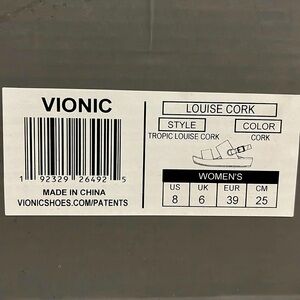 VIONIC
1 92329 26492 5
MADE IN CHINA
VIONICSHOES.COM/PATENTS
LOUISE CORK
STYLE COLOR
TROPIC LOUISE CORK CORK
WOMEN'S
US UK EUR CM
8 6 39 25